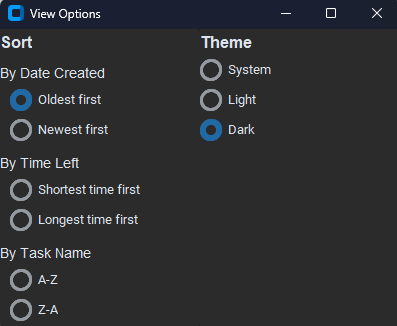 View Options
Sort
By Date Created
Oldest first
Newest first
By Time Left
Shortest time first
Longest time first
By Task Name
A-Z
Z-A
Theme
System
Light
Dark